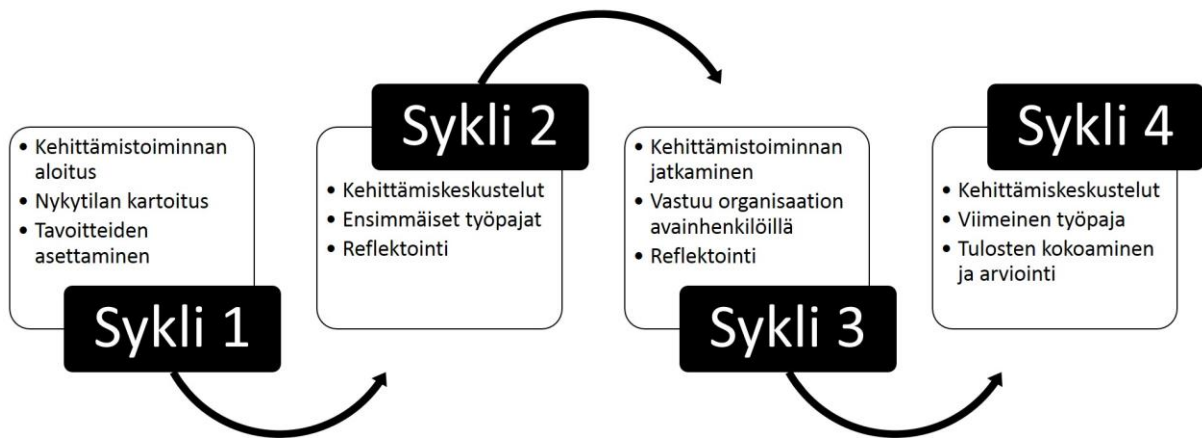 • Kehittämistoiminnan
aloitus
• Nykytilan kartoitus
• Tavoitteiden
asettaminen
Sykli 1
Sykli 2
• Kehittämiskeskustelut
• Ensimmäiset työpajat
• Reflektointi
• Kehittämistoiminnan
jatkaminen
• Vastuu organisaation
avainhenkilöillä
• Reflektointi
Sykli 3
Sykli 4
• Kehittämiskeskustelut
• Viimeinen työpaja
• Tulosten kokoaminen
ja arviointi